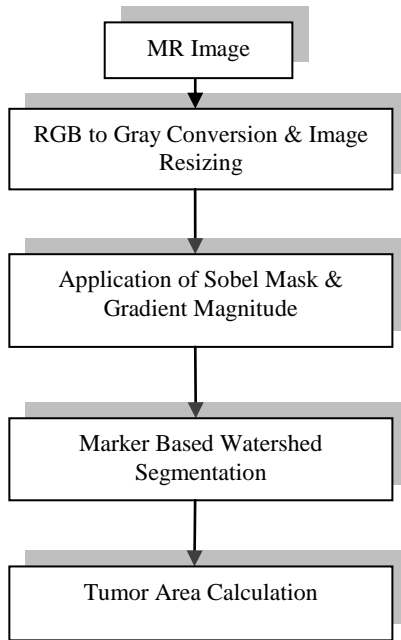 MR Image
RGB to Gray Conversion & Image
Resizing
Application of Sobel Mask &
Gradient Magnitude
Marker Based Watershed
Segmentation
Tumor Area Calculation